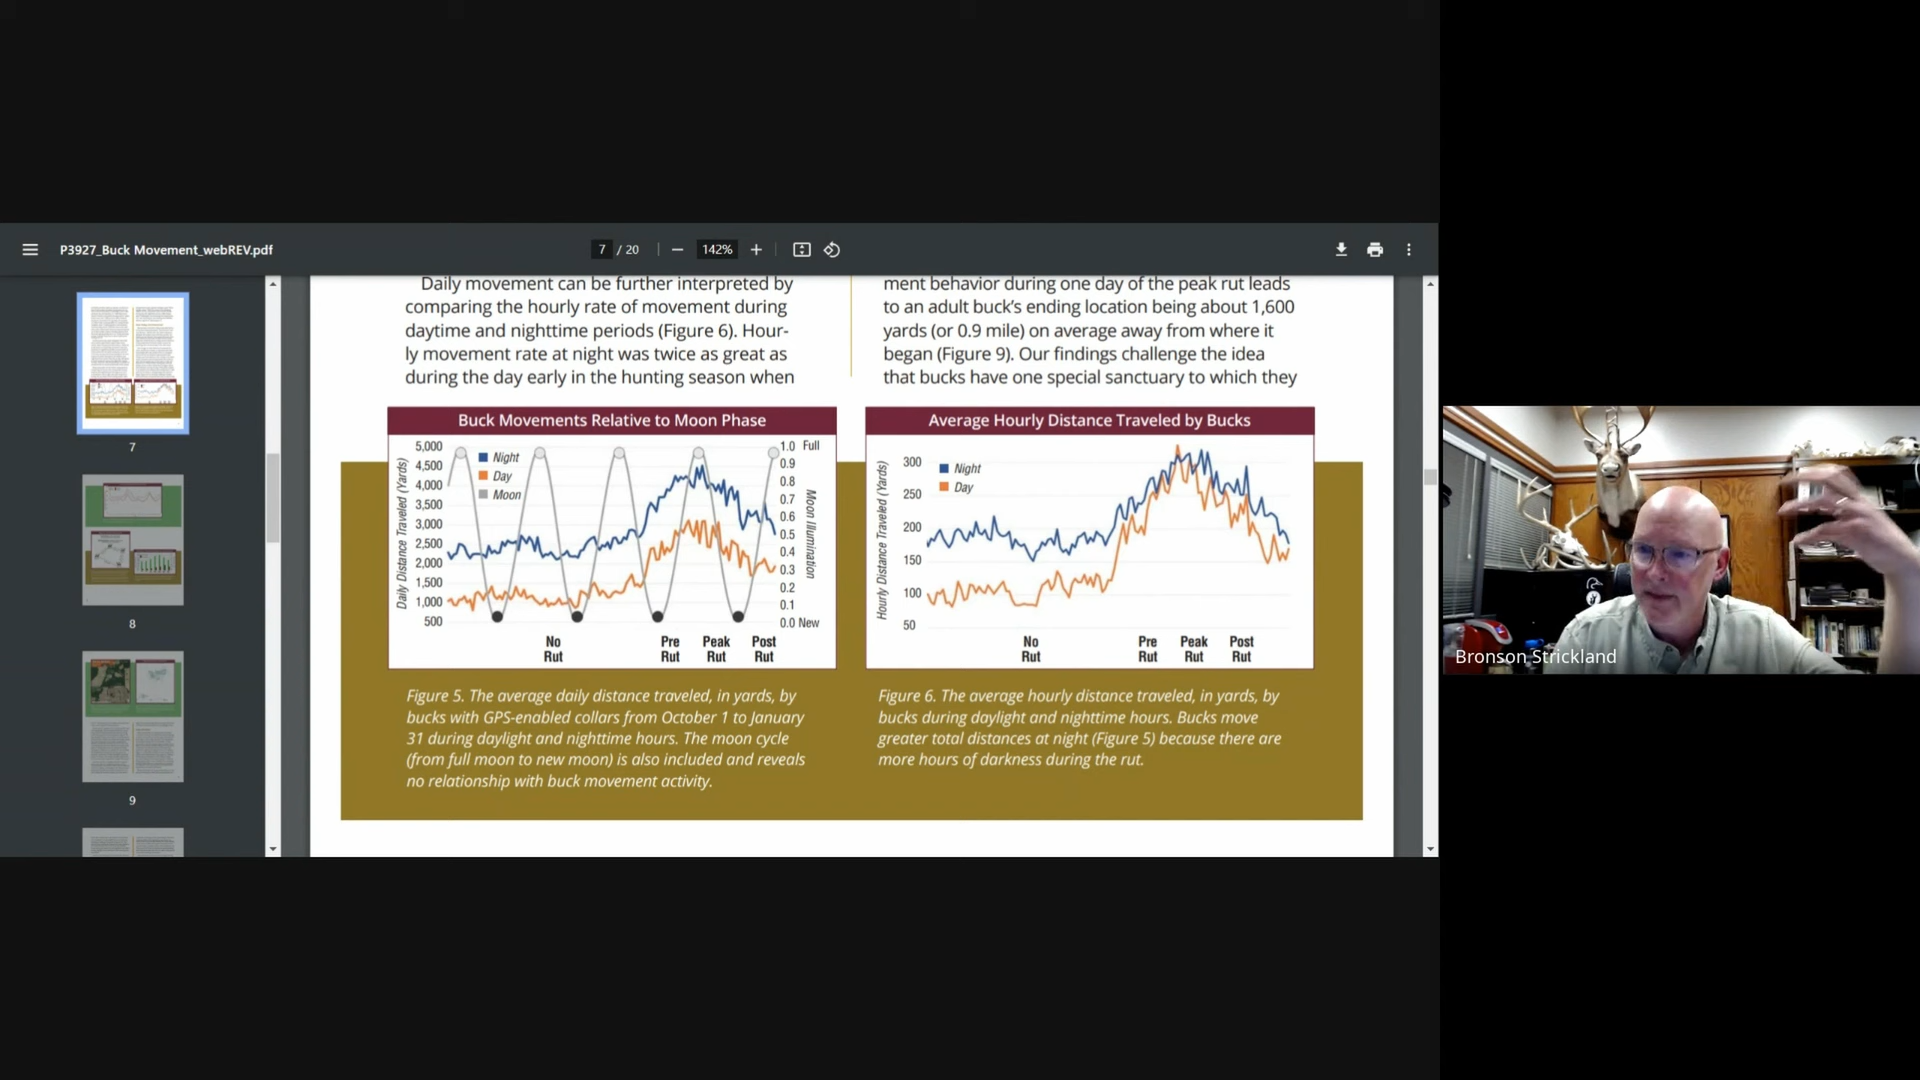 P3927_Buck Movement_webREV.pdf
7 / 20
142%
7
8
9
Daily movement can be further interpreted by
comparing the hourly rate of movement during
daytime and nighttime periods (Figure 6). Hour-
ly movement rate at night was twice as great as
during the day early in the hunting season when
ment behavior during one day of the peak rut leads
to an adult buck's ending location being about 1,600
yards (or 0.9 mile) on average away from where it
began (Figure 9). Our findings challenge the idea
that bucks have one special sanctuary to which they
Buck Movements Relative to Moon Phase
Daily Distance Traveled (Yards)
5,000
4,500
4,000
3,500
3,000
2,500
2,000
1,500
1,000
500
Night
Day
Moon
1.0 Full
0.9
0.8
0.7
0.6
0.5
0.4
0.3
0.2
0.1
0.0 New
Moon Illumination
No
Rut
Pre
Rut
Peak
Rut
Post
Rut
Figure 5. The average daily distance traveled, in yards, by
bucks with GPS-enabled collars from October 1 to January
31 during daylight and nighttime hours. The moon cycle
(from full moon to new moon) is also included and reveals
no relationship with buck movement activity.
Average Hourly Distance Traveled by Bucks
Hourly Distance Traveled (Yards)
300
250
200
150
100
50
Night
Day
No
Rut
Pre
Rut
Peak
Rut
Post
Rut
Figure 6. The average hourly distance traveled, in yards, by
bucks during daylight and nighttime hours. Bucks move
greater total distances at night (Figure 5) because there are
more hours of darkness during the rut.
Bronson Strickland